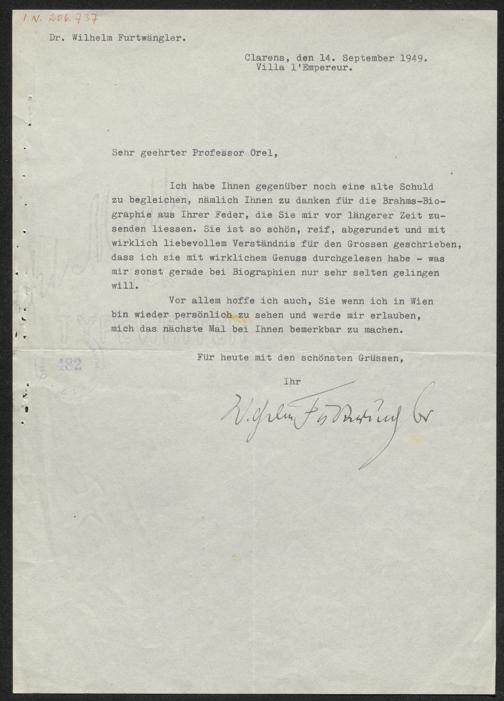 I.N. 206.737
Dr. Wilhelm Furtwängler.
Clarens, den 14. September 1949.
Villa l'Empereur.
Sehr geehrter Professor Orel,
Ich habe Ihnen gegenüber noch eine alte Schuld
zu begleichen, nämlich Ihnen zu danken für die Brahms-Bio-
graphie aus Ihrer Feder, die Sie mir vor längerer Zeit zu-
senden liessen. Sie ist so schön, reif, abgerundet und mit
wirklich liebevollem Verständnis für den Grossen geschrieben,
dass ich sie mit wirklichem Genuss durchgelesen habe - was
mir sonst gerade bei Biographien nur sehr selten gelingen
will.
Vor allem hoffe ich auch, Sie wenn ich in Wien
bin wieder persönlich zu sehen und werde mir erlauben,
mich das nächste Mal bei Ihnen bemerkbar zu machen.
Für heute mit den schönsten Grüssen,
Ihr
Wilhelm Furtwängler
482